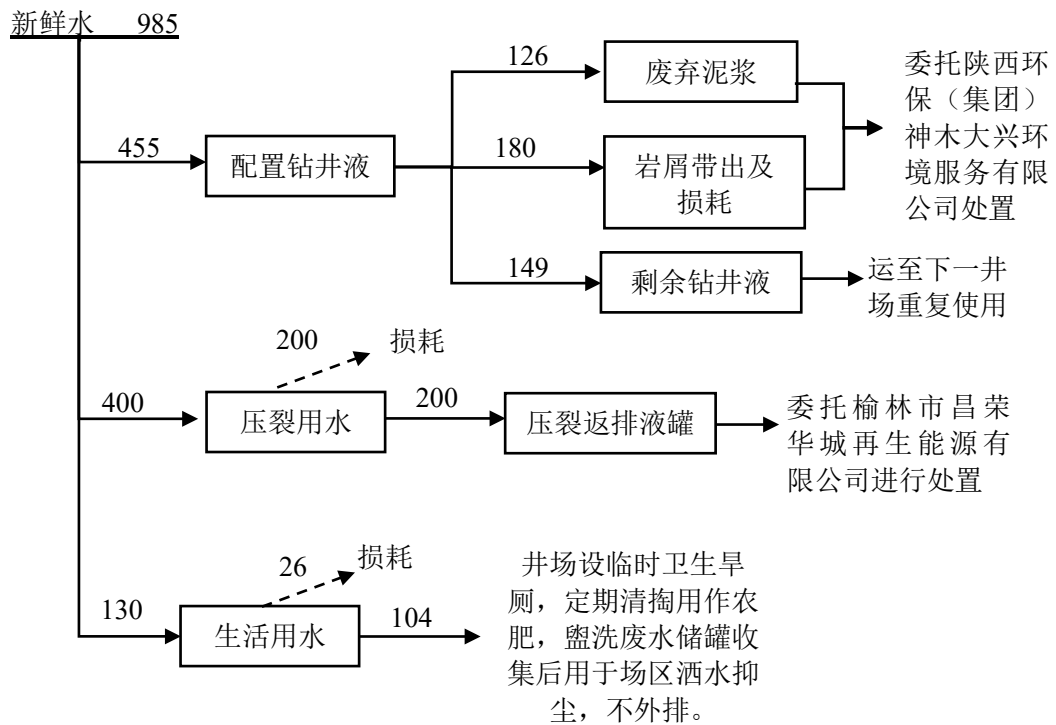 新鲜水 985
455
配置钻井液
126
废弃泥浆
180
岩屑带出及
损耗
委托陕西环
保（集团）
神木大兴环
境服务有限
公司处置
149
剩余钻井液
运至下一井
场重复使用
400
压裂用水
200
损耗
200
压裂返排液罐
委托榆林市昌荣
华城再生能源有
限公司进行处置
130
生活用水
26
损耗
104
井场设临时卫生旱
厕，定期清掏用作农
肥，盥洗废水储罐收
集后用于场区洒水抑
尘，不外排。